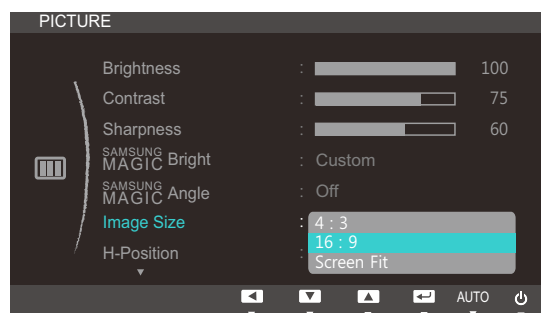 PICTURE
Brightness : 100
Contrast : 75
Sharpness : 60
SAMSUNG MAGIC Bright : Custom
SAMSUNG MAGIC Angle : Off
Image Size : 4 : 3
16 : 9
H-Position : Screen Fit
AUTO